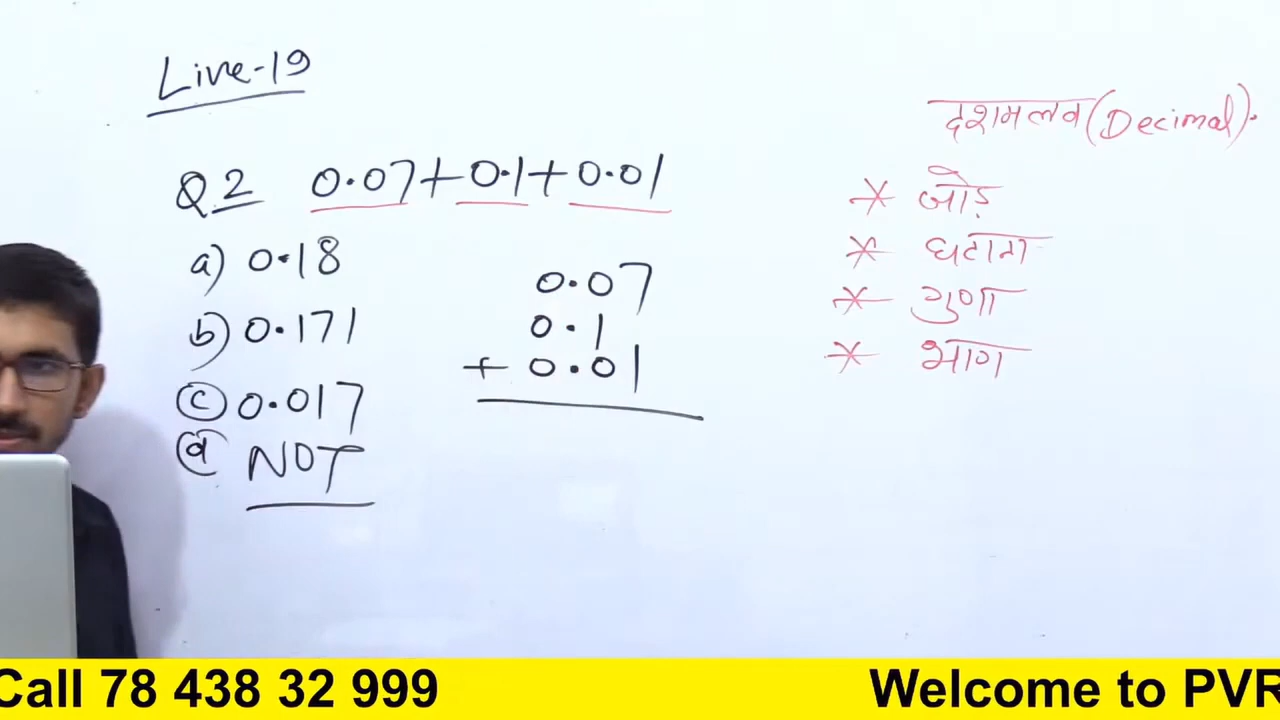 Live-19
दशमलव (Decimal).
Q2 0.07+0.1+0.01
a) 0.18
b) 0.171
c) 0.017
d) NOT
0.07
0.1
+ 0.01
* जोड़
* घटाना
* गुणा
* भाग
Call 78 438 32 999
Welcome to PVR